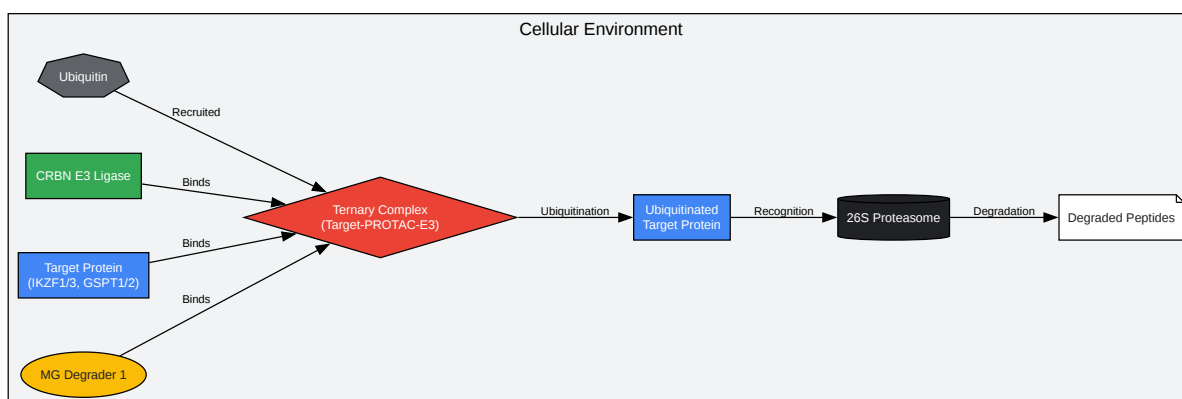 Cellular Environment
Ubiquitin
Recruited
CRBN E3 Ligase
Binds
Target Protein
(IKZF1/3, GSPT1/2)
Binds
MG Degrader 1
Binds
Ternary Complex
(Target-PROTAC-E3)
Ubiquitination
Ubiquitinated
Target Protein
Recognition
26S Proteasome
Degradation
Degraded Peptides